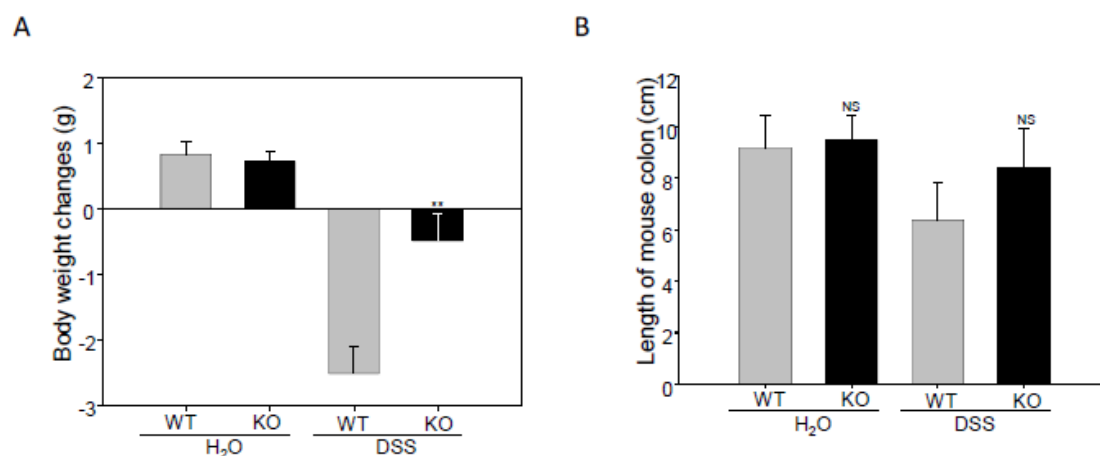 A
Body weight changes (g)
2
1
0
-1
-2
-3
**
WT KO WT KO
H₂O DSS
B
Length of mouse colon (cm)
12
10
8
6
4
2
0
NS
NS
WT KO WT KO
H₂O DSS